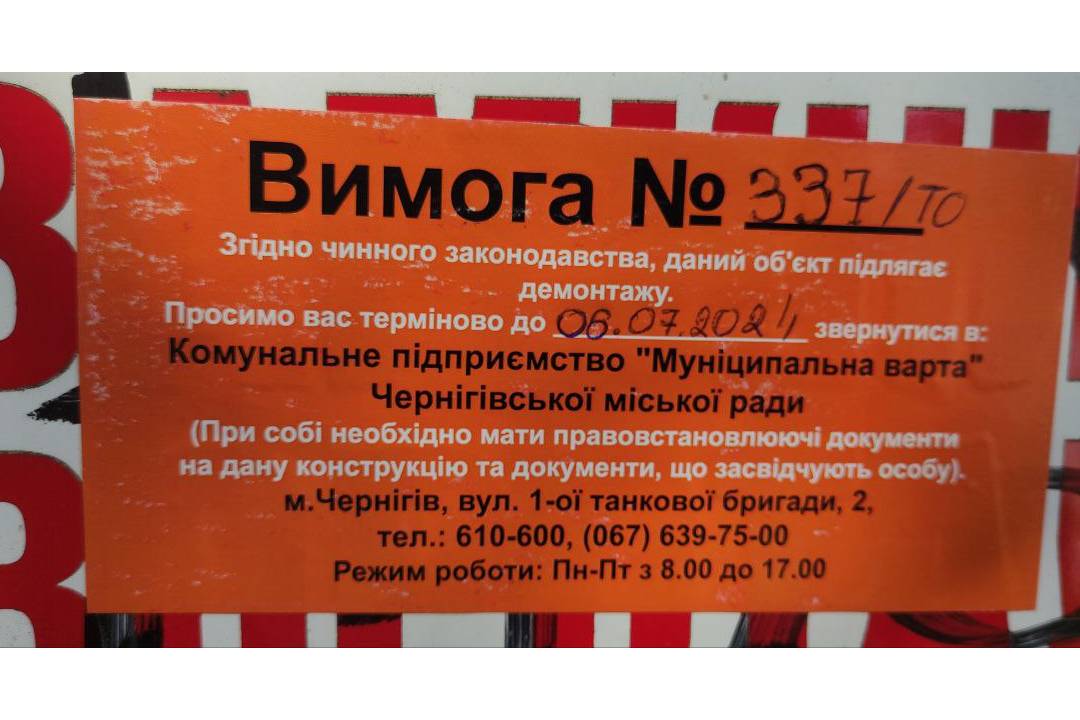 Вимога № 337/ТО
Згідно чинного законодавства, даний об'єкт підлягає
демонтажу.
Просимо вас терміново до 06.07.2024 звернутися в:
Комунальне підприємство "Муніципальна варта"
Чернігівської міської ради
(При собі необхідно мати правовстановлюючі документи
на дану конструкцію та документи, що засвідчують особу).
м.Чернігів, вул. 1-ої танкової бригади, 2,
тел.: 610-600, (067) 639-75-00
Режим роботи: Пн-Пт з 8.00 до 17.00